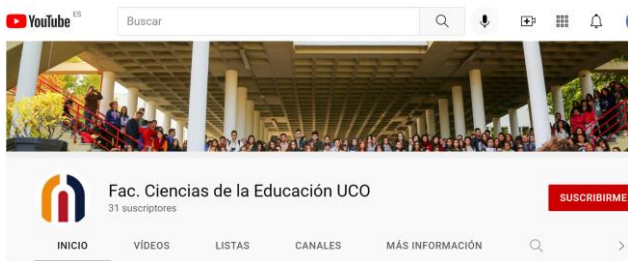 YouTube ES
Buscar
Fac. Ciencias de la Educación UCO
31 suscriptores
SUSCRIBIRME
INICIO VÍDEOS LISTAS CANALES MÁS INFORMACIÓN